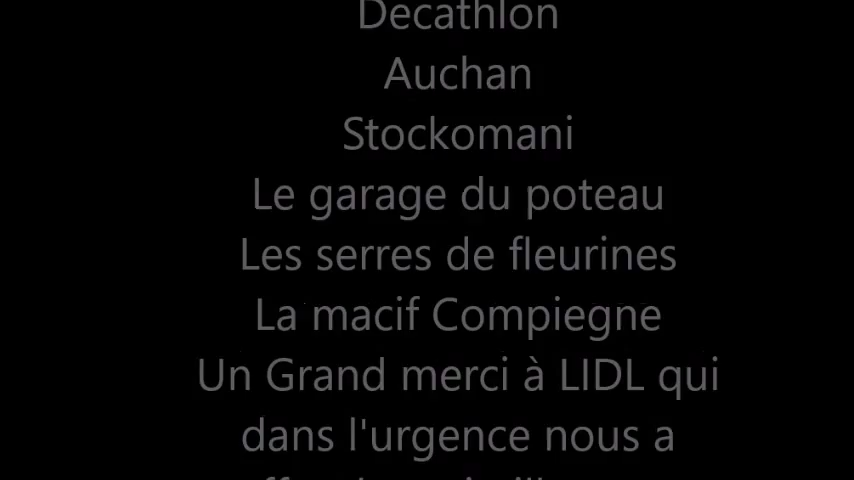 Decathlon
Auchan
Stockomani
Le garage du poteau
Les serres de fleurines
La macif Compiegne
Un Grand merci à LIDL qui
dans l'urgence nous a